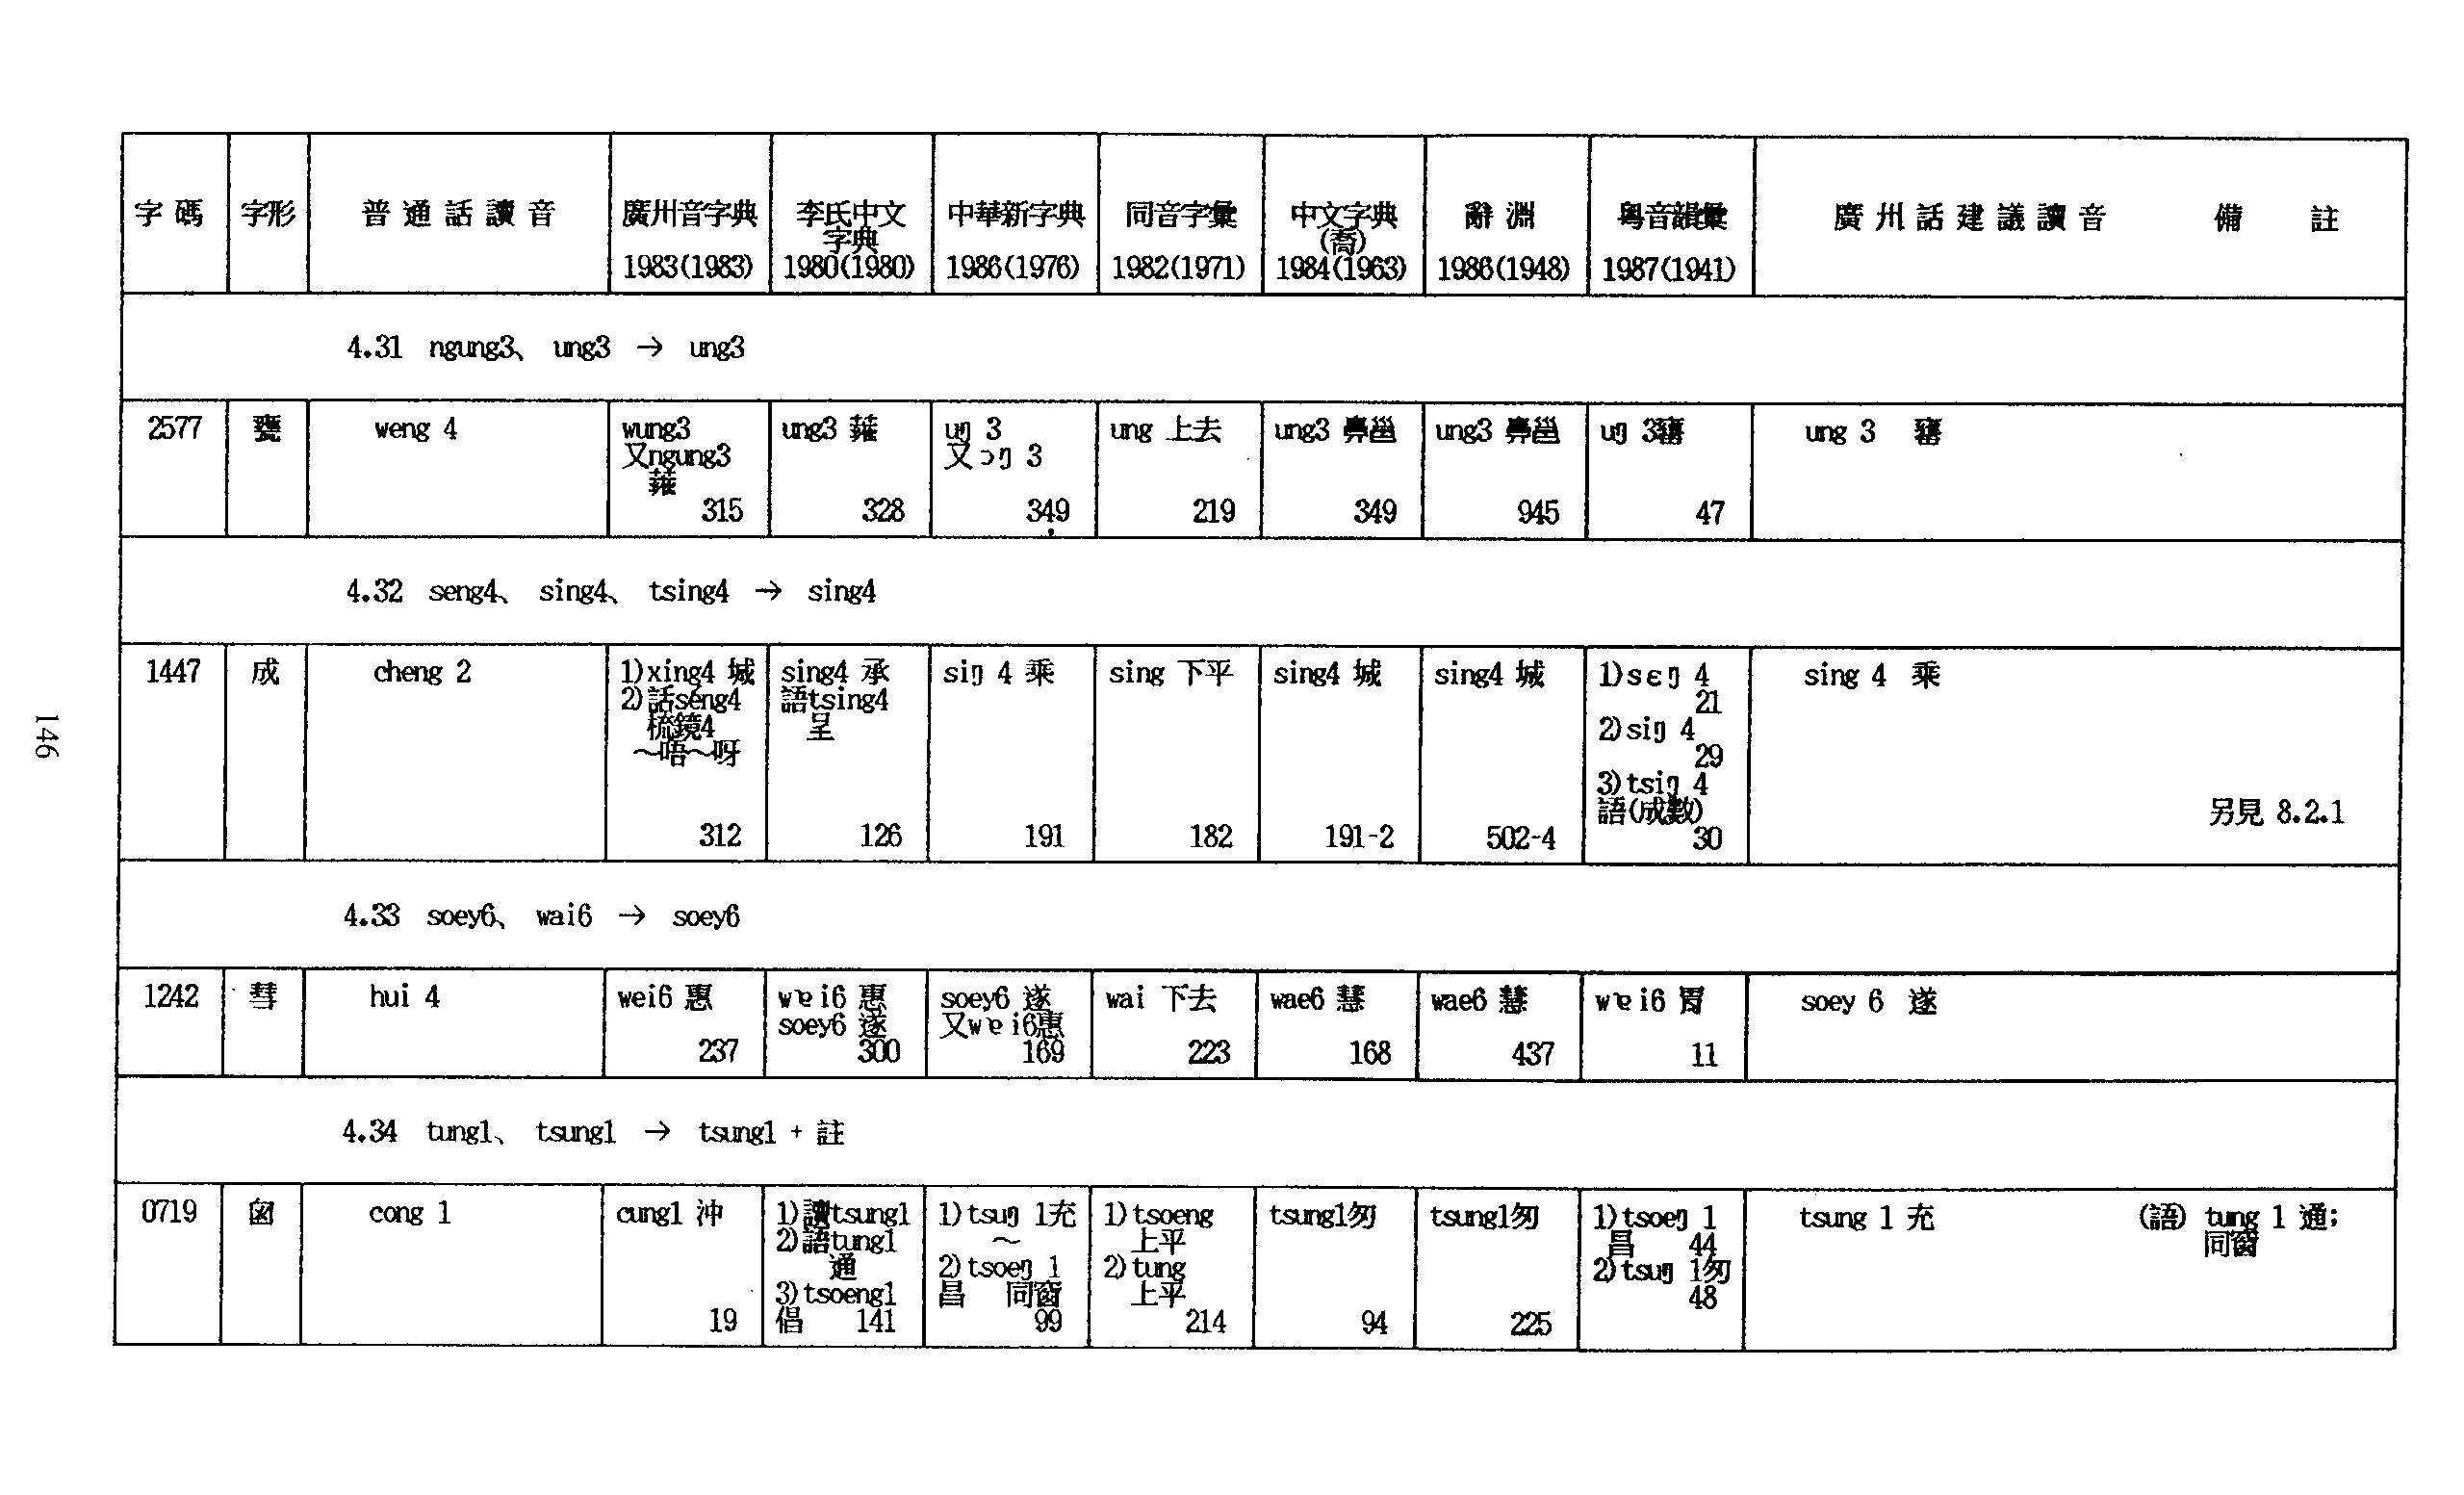 字碼 字形 普通話讀音 廣州音字典 李氏中文 中華新字典 同音字彙 中文字典 辭淵 粵音韻彙 廣州話建議讀音 備註
字典 (喬)
1983(1983) 1980(1980) 1986(1976) 1982(1971) 1984(1963) 1986(1948) 1987(1941)
4.31 ngung3、 ung3 → ung3
2577 甕 weng 4 wung3 ung3 蕹 uŋ 3 ung 上去 ung3 鼻邕 ung3 鼻邕 uŋ 3罋 ung 3 罋
又ngung3 又ɔŋ 3
蕹
315 328 349 219 349 945 47
4.32 seng4、 sing4、 tsing4 → sing4
1447 成 cheng 2 1)xing4 城 sing4 承 siŋ 4 乘 sing 下平 sing4 城 sing4 城 1)sɛŋ 4 sing 4 乘
2)話séng4 語tsing4 21
梳鏡4 呈 2)siŋ 4
～唔～呀 29
3)tsiŋ 4
語(成數) 另見 8.2.1
312 126 191 182 191-2 502-4 30
4.33 soey6、 wai6 → soey6
1242 彗 hui 4 wei6 惠 wɐi6 惠 soey6 遂 wai 下去 wae6 慧 wae6 慧 wɐi6 胃 soey 6 遂
soey6 遂 又wɐi6惠
237 300 169 223 168 437 11
4.34 tung1、 tsung1 → tsung1 + 註
0719 囱 cong 1 cung1 沖 1)讀tsung1 1)tsuŋ 1充 1)tsoeng tsung1匆 tsung1匆 1)tsoeŋ 1 tsung 1 充 (語) tung 1 通;
2)語tung1 ～ 上平 昌 44 同窗
通 2)tsoeŋ 1 2)tung 2)tsuŋ 1匆
3)tsoeng1 昌 同窗 上平 48
19 倡 141 99 214 94 225
146